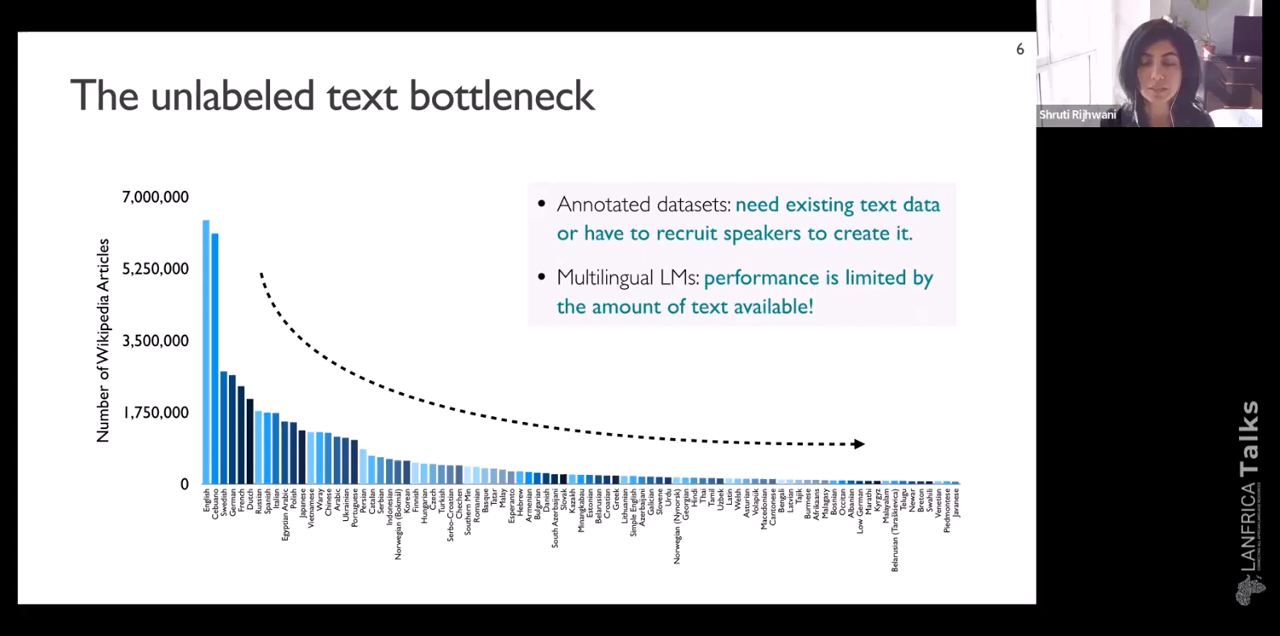 6
The unlabeled text bottleneck
Shruti Rijhwani
• Annotated datasets: need existing text data
or have to recruit speakers to create it.
• Multilingual LMs: performance is limited by
the amount of text available!
Number of Wikipedia Articles
7,000,000
5,250,000
3,500,000
1,750,000
0
English
Cebuano
Swedish
German
French
Dutch
Russian
Spanish
Italian
Egyptian Arabic
Polish
Japanese
Vietnamese
Waray
Chinese
Arabic
Ukrainian
Portuguese
Persian
Catalan
Serbian
Indonesian
Norwegian (Bokmål)
Korean
Finnish
Hungarian
Czech
Turkish
Serbo-Croatian
Chechen
Southern Min
Romanian
Basque
Tatar
Malay
Esperanto
Hebrew
Armenian
Bulgarian
Danish
South Azerbaijani
Slovak
Kazakh
Minangkabau
Estonian
Belarusian
Croatian
Greek
Lithuanian
Simple English
Azerbaijani
Galician
Slovene
Urdu
Norwegian (Nynorsk)
Georgian
Hindi
Thai
Tamil
Uzbek
Latin
Welsh
Asturian
Volapük
Macedonian
Cantonese
Bengali
Latvian
Tajik
Burmese
Afrikaans
Malagasy
Bosnian
Occitan
Albanian
Low German
Marathi
Kyrgyz
Malayalam
Belarusian (Taraškievica)
Telugu
Newar
Breton
Swahili
Venetian
Piedmontese
Javanese
LANFRICA Talks